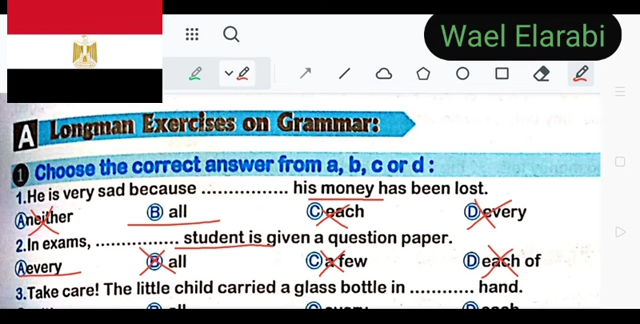 Wael Elarabi
A Longman Exercises on Grammar:
1 Choose the correct answer from a, b, c or d :
1.He is very sad because ................ his money has been lost.
Ⓐneither Ⓑ all Ⓒeach Ⓓevery
2.In exams, ................ student is given a question paper.
Ⓐevery Ⓑ all Ⓒa few Ⓓeach of
3.Take care! The little child carried a glass bottle in ............ hand.